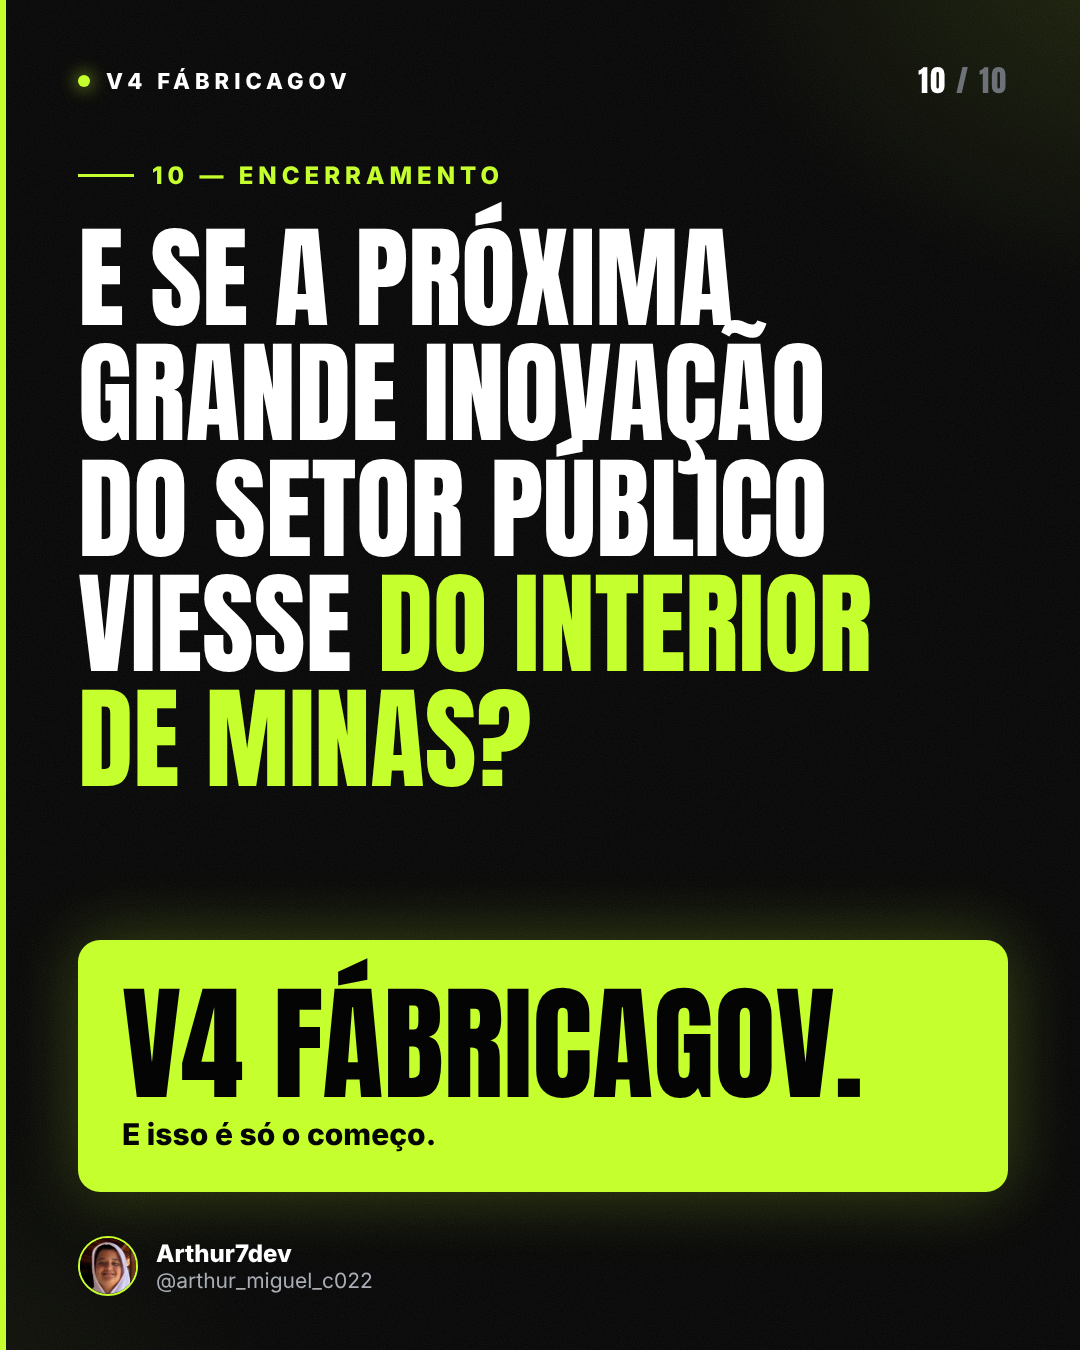 V4 FÁBRICAGOV
10 / 10
10 — ENCERRAMENTO
E SE A PRÓXIMA
GRANDE INOVAÇÃO
DO SETOR PÚBLICO
VIESSE DO INTERIOR
DE MINAS?
V4 FÁBRICAGOV.
E isso é só o começo.
Arthur7dev
@arthur_miguel_c022